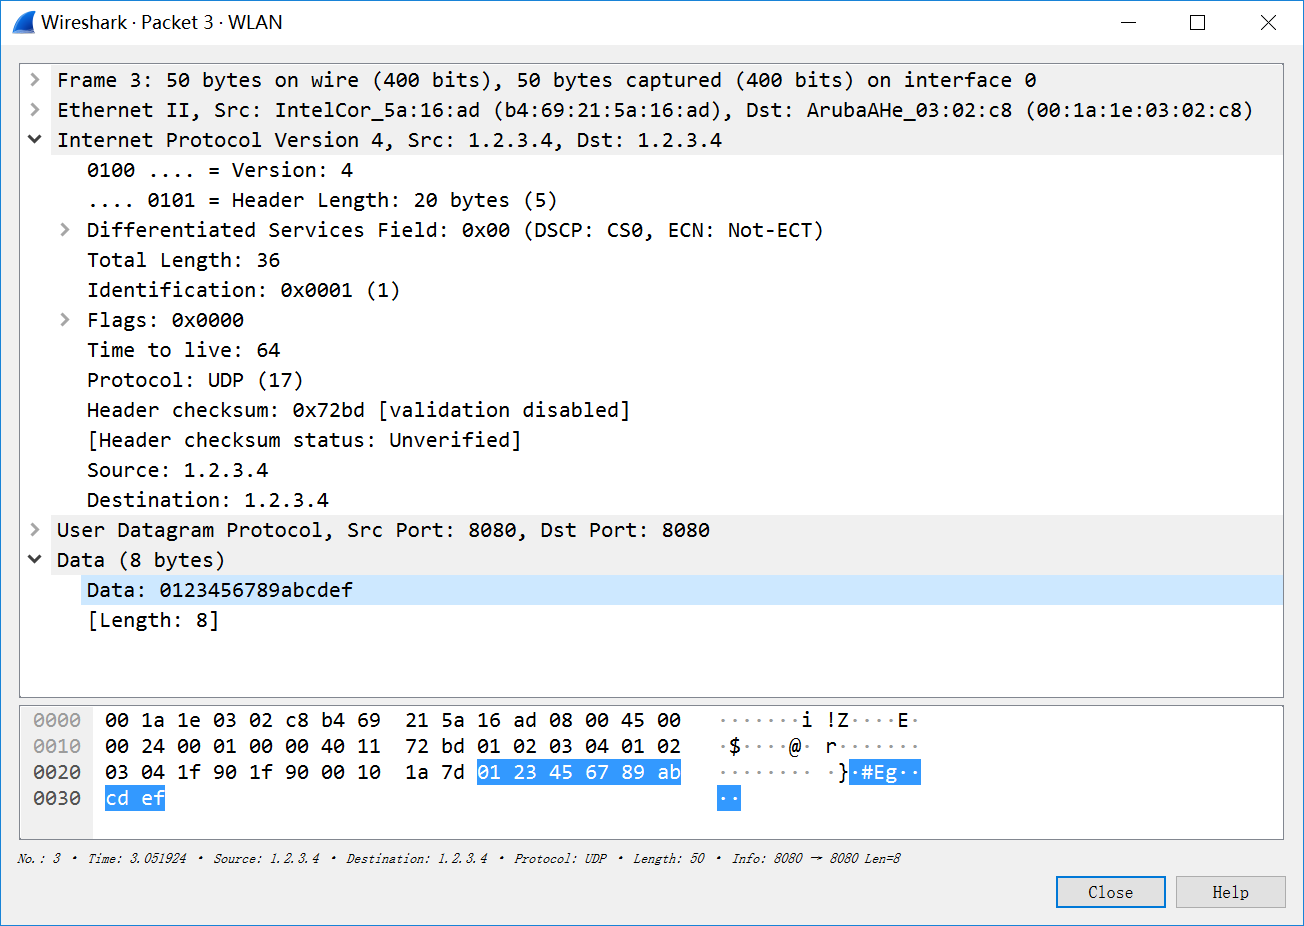 Wireshark · Packet 3 · WLAN
Frame 3: 50 bytes on wire (400 bits), 50 bytes captured (400 bits) on interface 0
Ethernet II, Src: IntelCor_5a:16:ad (b4:69:21:5a:16:ad), Dst: ArubaAHe_03:02:c8 (00:1a:1e:03:02:c8)
Internet Protocol Version 4, Src: 1.2.3.4, Dst: 1.2.3.4
0100 .... = Version: 4
.... 0101 = Header Length: 20 bytes (5)
Differentiated Services Field: 0x00 (DSCP: CS0, ECN: Not-ECT)
Total Length: 36
Identification: 0x0001 (1)
Flags: 0x0000
Time to live: 64
Protocol: UDP (17)
Header checksum: 0x72bd [validation disabled]
[Header checksum status: Unverified]
Source: 1.2.3.4
Destination: 1.2.3.4
User Datagram Protocol, Src Port: 8080, Dst Port: 8080
Data (8 bytes)
Data: 0123456789abcdef
[Length: 8]
0000 00 1a 1e 03 02 c8 b4 69 21 5a 16 ad 08 00 45 00 ·······i !Z····E·
0010 00 24 00 01 00 00 40 11 72 bd 01 02 03 04 01 02 ·$····@· r·······
0020 03 04 1f 90 1f 90 00 10 1a 7d 01 23 45 67 89 ab ········ ·}·#Eg··
0030 cd ef ··
No.: 3 · Time: 3.051924 · Source: 1.2.3.4 · Destination: 1.2.3.4 · Protocol: UDP · Length: 50 · Info: 8080 → 8080 Len=8
Close Help